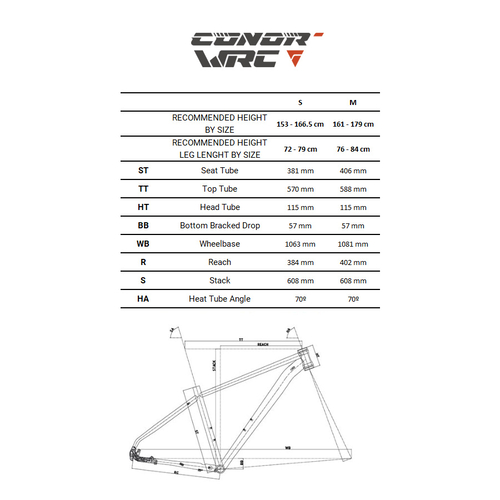 CONOR
WRC
S M
RECOMMENDED HEIGHT
BY SIZE 153 - 166.5 cm 161 - 179 cm
RECOMMENDED HEIGHT
LEG LENGHT BY SIZE 72 - 79 cm 76 - 84 cm
ST Seat Tube 381 mm 406 mm
TT Top Tube 570 mm 588 mm
HT Head Tube 115 mm 115 mm
BB Bottom Bracked Drop 57 mm 57 mm
WB Wheelbase 1063 mm 1081 mm
R Reach 384 mm 402 mm
S Stack 608 mm 608 mm
HA Heat Tube Angle 70º 70º
SA HA
TT
REACH
STACK
HT
ST
WB
BB
RC